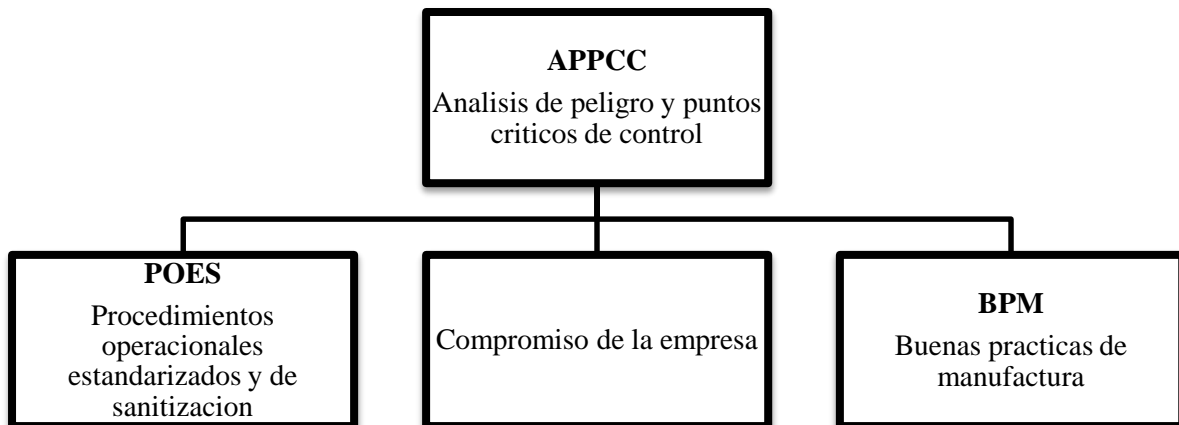 APPCC
Analisis de peligro y puntos
criticos de control
POES
Procedimientos
operacionales
estandarizados y de
sanitizacion
Compromiso de la empresa
BPM
Buenas practicas de
manufactura